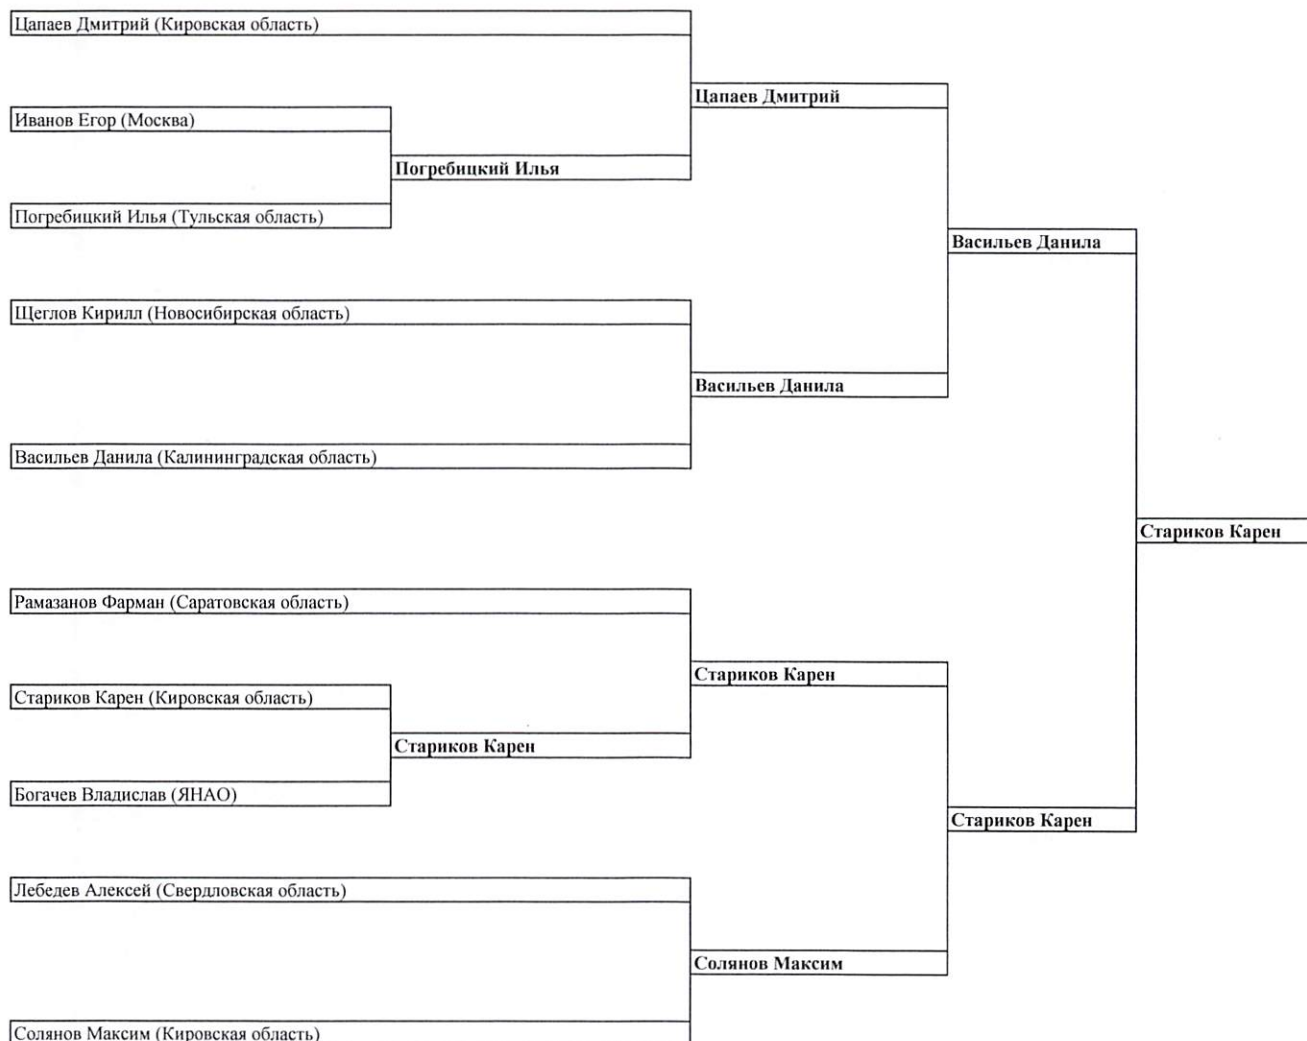 Цапаев Дмитрий (Кировская область)
Цапаев Дмитрий
Иванов Егор (Москва)
Погребицкий Илья
Погребицкий Илья (Тульская область)
Васильев Данила
Щеглов Кирилл (Новосибирская область)
Васильев Данила
Васильев Данила (Калининградская область)
Стариков Карен
Рамазанов Фарман (Саратовская область)
Стариков Карен
Стариков Карен (Кировская область)
Стариков Карен
Богачев Владислав (ЯНАО)
Стариков Карен
Лебедев Алексей (Свердловская область)
Солянов Максим
Солянов Максим (Кировская область)